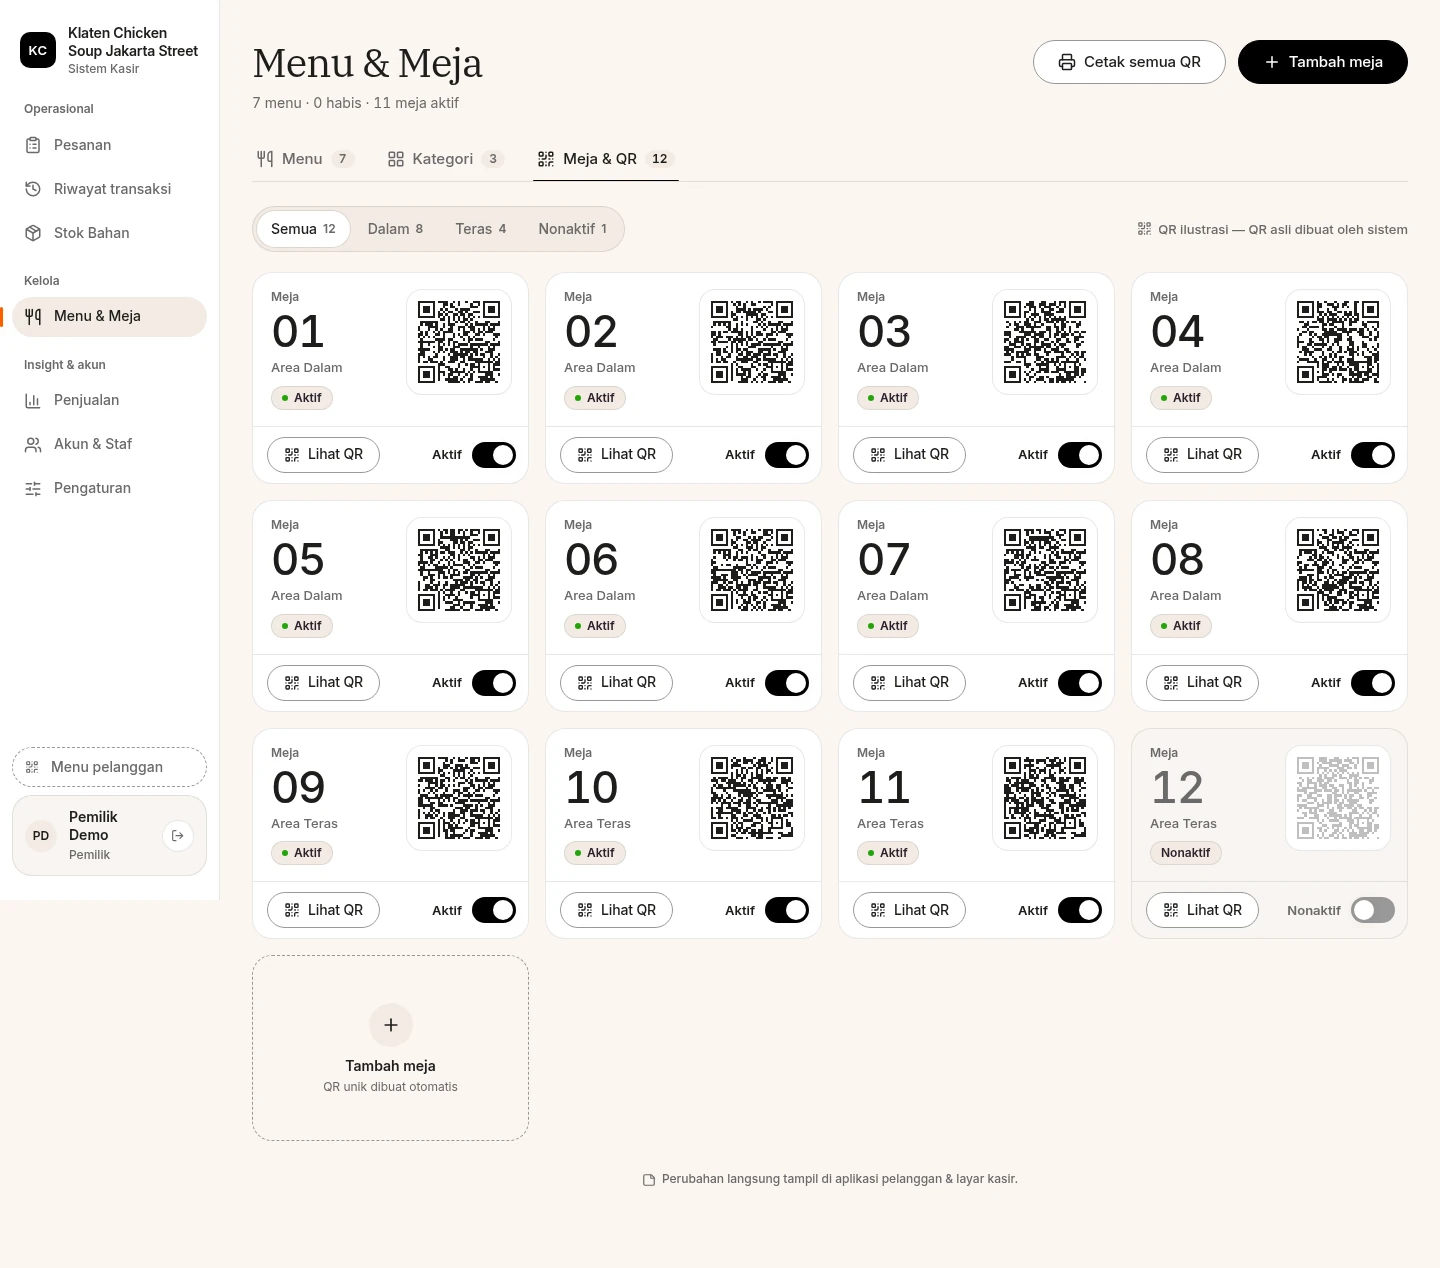 KC
Klaten Chicken
Soup Jakarta Street
Sistem Kasir
Operasional
Pesanan
Riwayat transaksi
Stok Bahan
Kelola
Menu & Meja
Insight & akun
Penjualan
Akun & Staf
Pengaturan
Menu pelanggan
PD
Pemilik
Demo
Pemilik
Menu & Meja
7 menu · 0 habis · 11 meja aktif
Cetak semua QR
Tambah meja
Menu 7
Kategori 3
Meja & QR 12
Semua 12
Dalam 8
Teras 4
Nonaktif 1
QR ilustrasi — QR asli dibuat oleh sistem
Meja
01
Area Dalam
Aktif
Lihat QR
Aktif
Meja
02
Area Dalam
Aktif
Lihat QR
Aktif
Meja
03
Area Dalam
Aktif
Lihat QR
Aktif
Meja
04
Area Dalam
Aktif
Lihat QR
Aktif
Meja
05
Area Dalam
Aktif
Lihat QR
Aktif
Meja
06
Area Dalam
Aktif
Lihat QR
Aktif
Meja
07
Area Dalam
Aktif
Lihat QR
Aktif
Meja
08
Area Dalam
Aktif
Lihat QR
Aktif
Meja
09
Area Teras
Aktif
Lihat QR
Aktif
Meja
10
Area Teras
Aktif
Lihat QR
Aktif
Meja
11
Area Teras
Aktif
Lihat QR
Aktif
Meja
12
Area Teras
Nonaktif
Lihat QR
Nonaktif
Tambah meja
QR unik dibuat otomatis
Perubahan langsung tampil di aplikasi pelanggan & layar kasir.